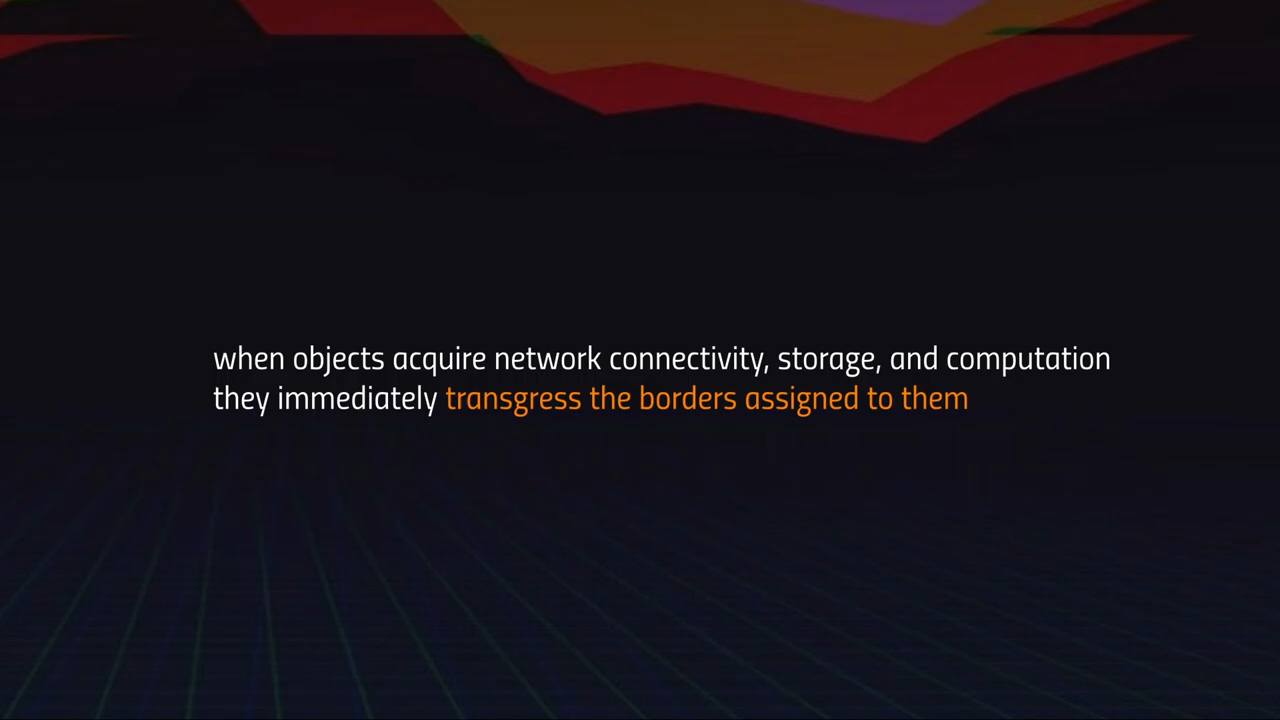 when objects acquire network connectivity, storage, and computation
they immediately transgress the borders assigned to them